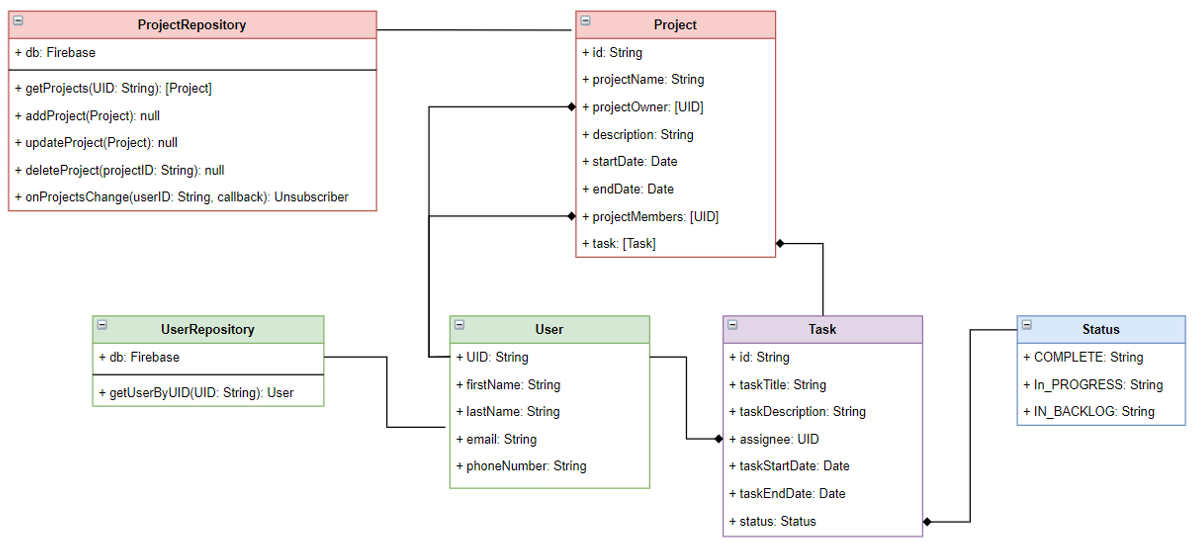 ProjectRepository
+ db: Firebase
+ getProjects(UID: String): [Project]
+ addProject(Project): null
+ updateProject(Project): null
+ deleteProject(projectID: String): null
+ onProjectsChange(userID: String, callback): Unsubscriber
Project
+ id: String
+ projectName: String
+ projectOwner: [UID]
+ description: String
+ startDate: Date
+ endDate: Date
+ projectMembers: [UID]
+ task: [Task]
UserRepository
+ db: Firebase
+ getUserByUID(UID: String): User
User
+ UID: String
+ firstName: String
+ lastName: String
+ email: String
+ phoneNumber: String
Task
+ id: String
+ taskTitle: String
+ taskDescription: String
+ assignee: UID
+ taskStartDate: Date
+ taskEndDate: Date
+ status: Status
Status
+ COMPLETE: String
+ In_PROGRESS: String
+ IN_BACKLOG: String